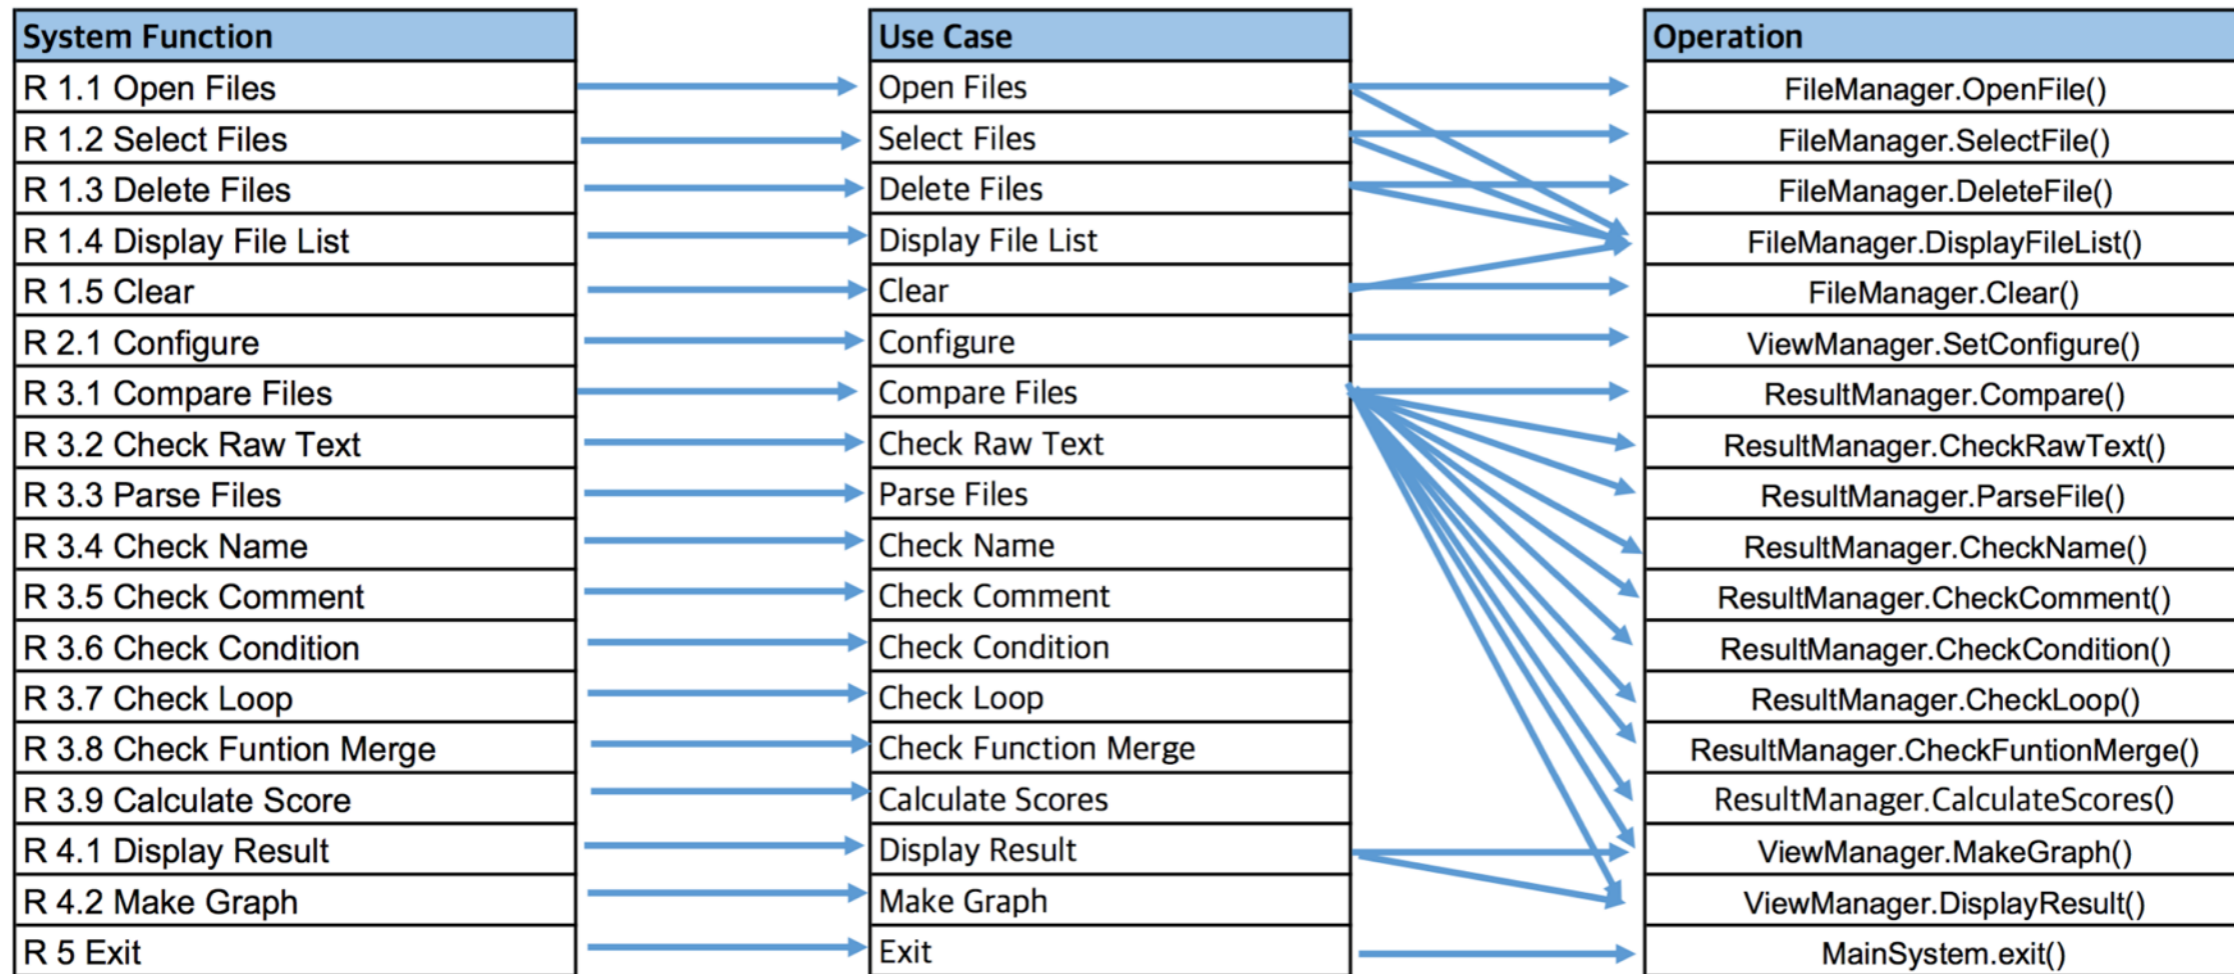 System Function
R 1.1 Open Files
R 1.2 Select Files
R 1.3 Delete Files
R 1.4 Display File List
R 1.5 Clear
R 2.1 Configure
R 3.1 Compare Files
R 3.2 Check Raw Text
R 3.3 Parse Files
R 3.4 Check Name
R 3.5 Check Comment
R 3.6 Check Condition
R 3.7 Check Loop
R 3.8 Check Funtion Merge
R 3.9 Calculate Score
R 4.1 Display Result
R 4.2 Make Graph
R 5 Exit
Use Case
Open Files
Select Files
Delete Files
Display File List
Clear
Configure
Compare Files
Check Raw Text
Parse Files
Check Name
Check Comment
Check Condition
Check Loop
Check Function Merge
Calculate Scores
Display Result
Make Graph
Exit
Operation
FileManager.OpenFile()
FileManager.SelectFile()
FileManager.DeleteFile()
FileManager.DisplayFileList()
FileManager.Clear()
ViewManager.SetConfigure()
ResultManager.Compare()
ResultManager.CheckRawText()
ResultManager.ParseFile()
ResultManager.CheckName()
ResultManager.CheckComment()
ResultManager.CheckCondition()
ResultManager.CheckLoop()
ResultManager.CheckFuntionMerge()
ResultManager.CalculateScores()
ViewManager.MakeGraph()
ViewManager.DisplayResult()
MainSystem.exit()